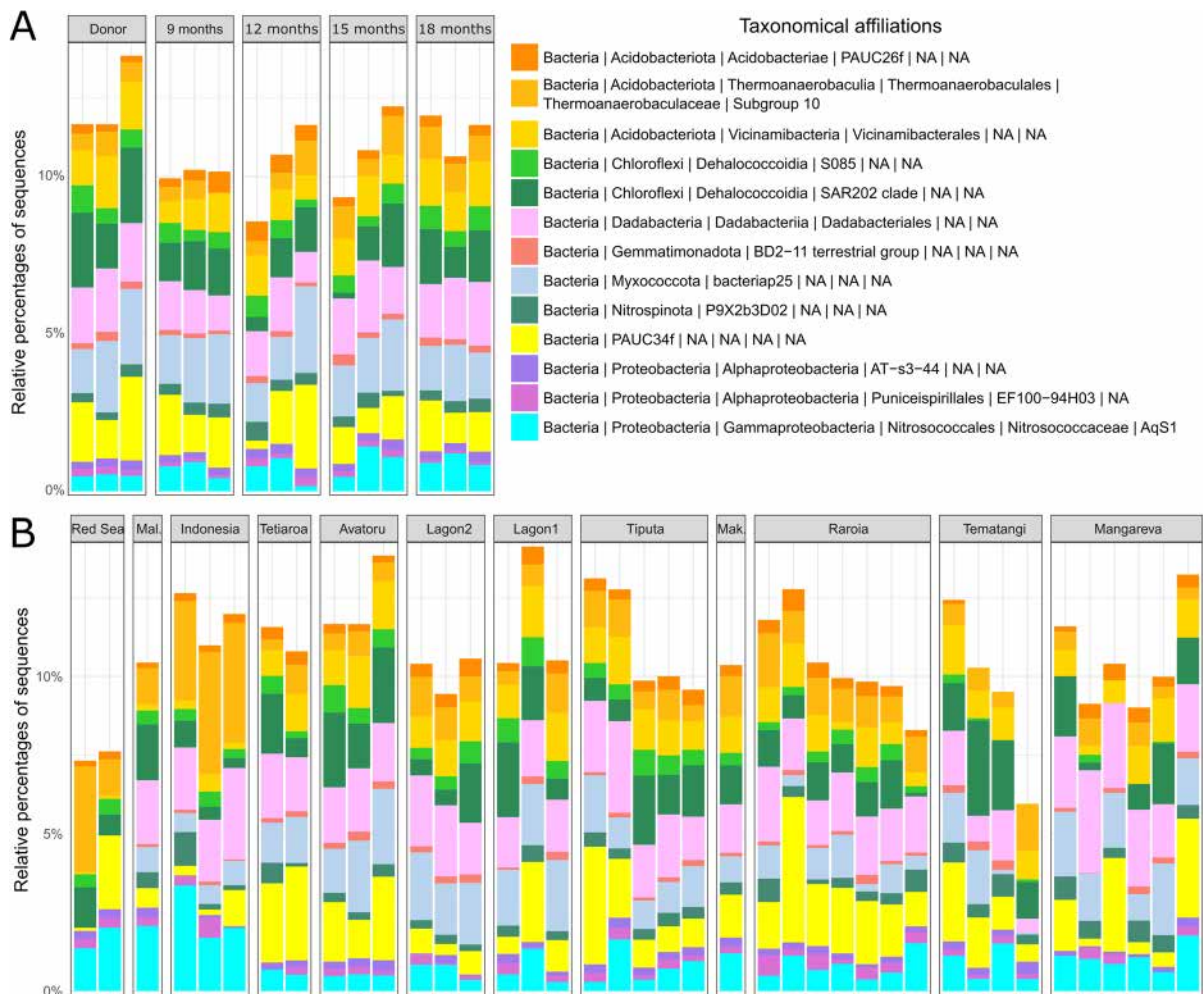 A
Donor
9 months
12 months
15 months
18 months
Relative percentages of sequences
10%
5%
0%
Taxonomical affiliations
Bacteria | Acidobacteriota | Acidobacteriae | PAUC26f | NA | NA
Bacteria | Acidobacteriota | Thermoanaerobaculia | Thermoanaerobaculales |
Thermoanaerobaculaceae | Subgroup 10
Bacteria | Acidobacteriota | Vicinamibacteria | Vicinamibacterales | NA | NA
Bacteria | Chloroflexi | Dehalococcoidia | S085 | NA | NA
Bacteria | Chloroflexi | Dehalococcoidia | SAR202 clade | NA | NA
Bacteria | Dadabacteria | Dadabacteriia | Dadabacteriales | NA | NA
Bacteria | Gemmatimonadota | BD2−11 terrestrial group | NA | NA | NA
Bacteria | Myxococcota | bacteriap25 | NA | NA | NA
Bacteria | Nitrospinota | P9X2b3D02 | NA | NA | NA
Bacteria | PAUC34f | NA | NA | NA | NA
Bacteria | Proteobacteria | Alphaproteobacteria | AT−s3−44 | NA | NA
Bacteria | Proteobacteria | Alphaproteobacteria | Puniceispirillales | EF100−94H03 | NA
Bacteria | Proteobacteria | Gammaproteobacteria | Nitrosococcales | Nitrosococcaceae | AqS1
B
Red Sea
Mal.
Indonesia
Tetiaroa
Avatoru
Lagon2
Lagon1
Tiputa
Mak.
Raroia
Tematangi
Mangareva
Relative percentages of sequences
10%
5%
0%